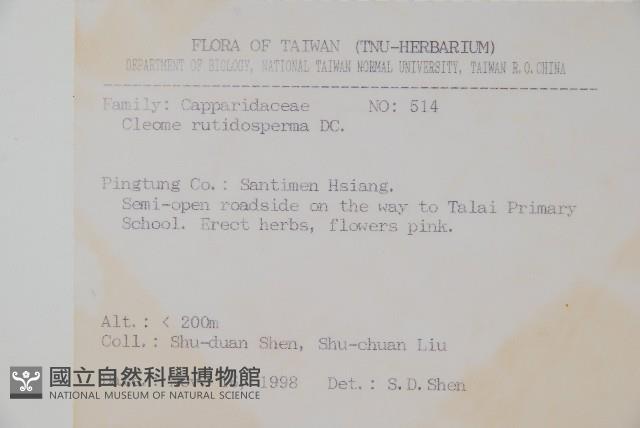 FLORA OF TAIWAN (TNU-HERBARIUM)
DEPARTMENT OF BIOLOGY, NATIONAL TAIWAN NORMAL UNIVERSITY, TAIWAN R.O.CHINA
Family: Capparidaceae NO: 514
Cleome rutidosperma DC.
Pingtung Co.: Santimen Hsiang.
Semi-open roadside on the way to Talai Primary
School. Erect herbs, flowers pink.
Alt.: < 200m
Coll.: Shu-duan Shen, Shu-chuan Liu
1998 Det.: S.D.Shen
國立自然科學博物館
NATIONAL MUSEUM OF NATURAL SCIENCE